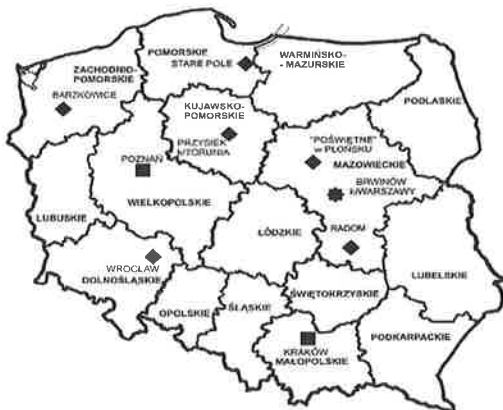 POMORSKIE
STARE POLE
WARMIŃSKO-
- MAZURSKIE
ZACHODNIO-
POMORSKIE
BARZKOWICE
PODLASKIE
KUJAWSKO-
POMORSKIE
PRZYSIEK
k/TORUNIA
"POŚWIĘTNE"
w PŁOŃSKU
MAZOWIECKIE
POZNAŃ
BRWINÓW
k/WARSZAWY
LUBUSKIE
WIELKOPOLSKIE
ŁÓDZKIE
RADOM
WROCŁAW
DOLNOŚLĄSKIE
LUBELSKIE
OPOLSKIE
ŚLĄSKIE
ŚWIĘTOKRZYSKIE
KRAKÓW
MAŁOPOLSKIE
PODKARPACKIE